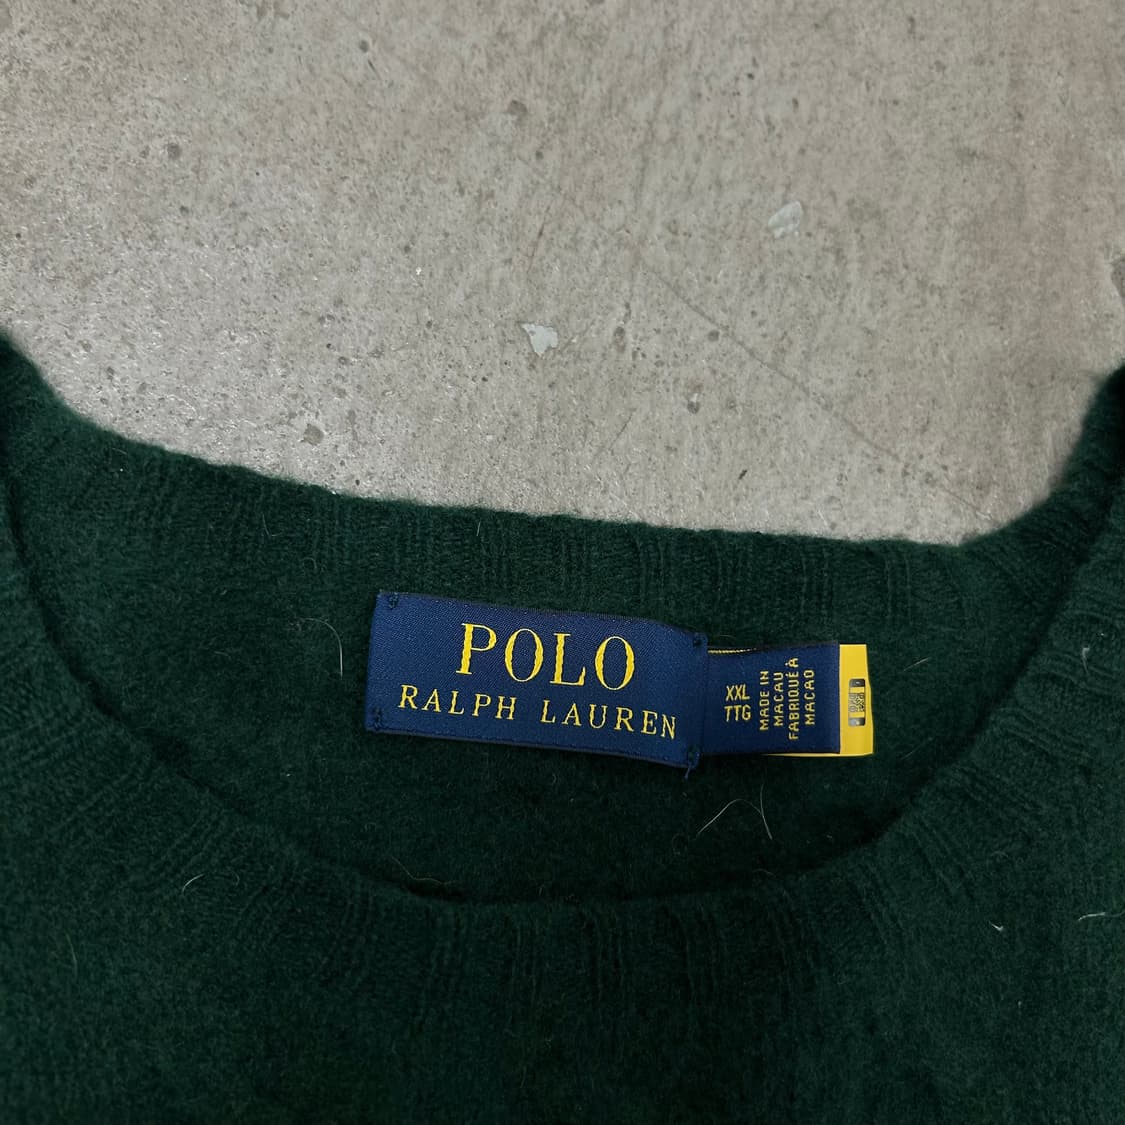 POLO
RALPH LAUREN
XXL
TTG
MADE IN
MACAU
FABRIQUÉ À
MACAO